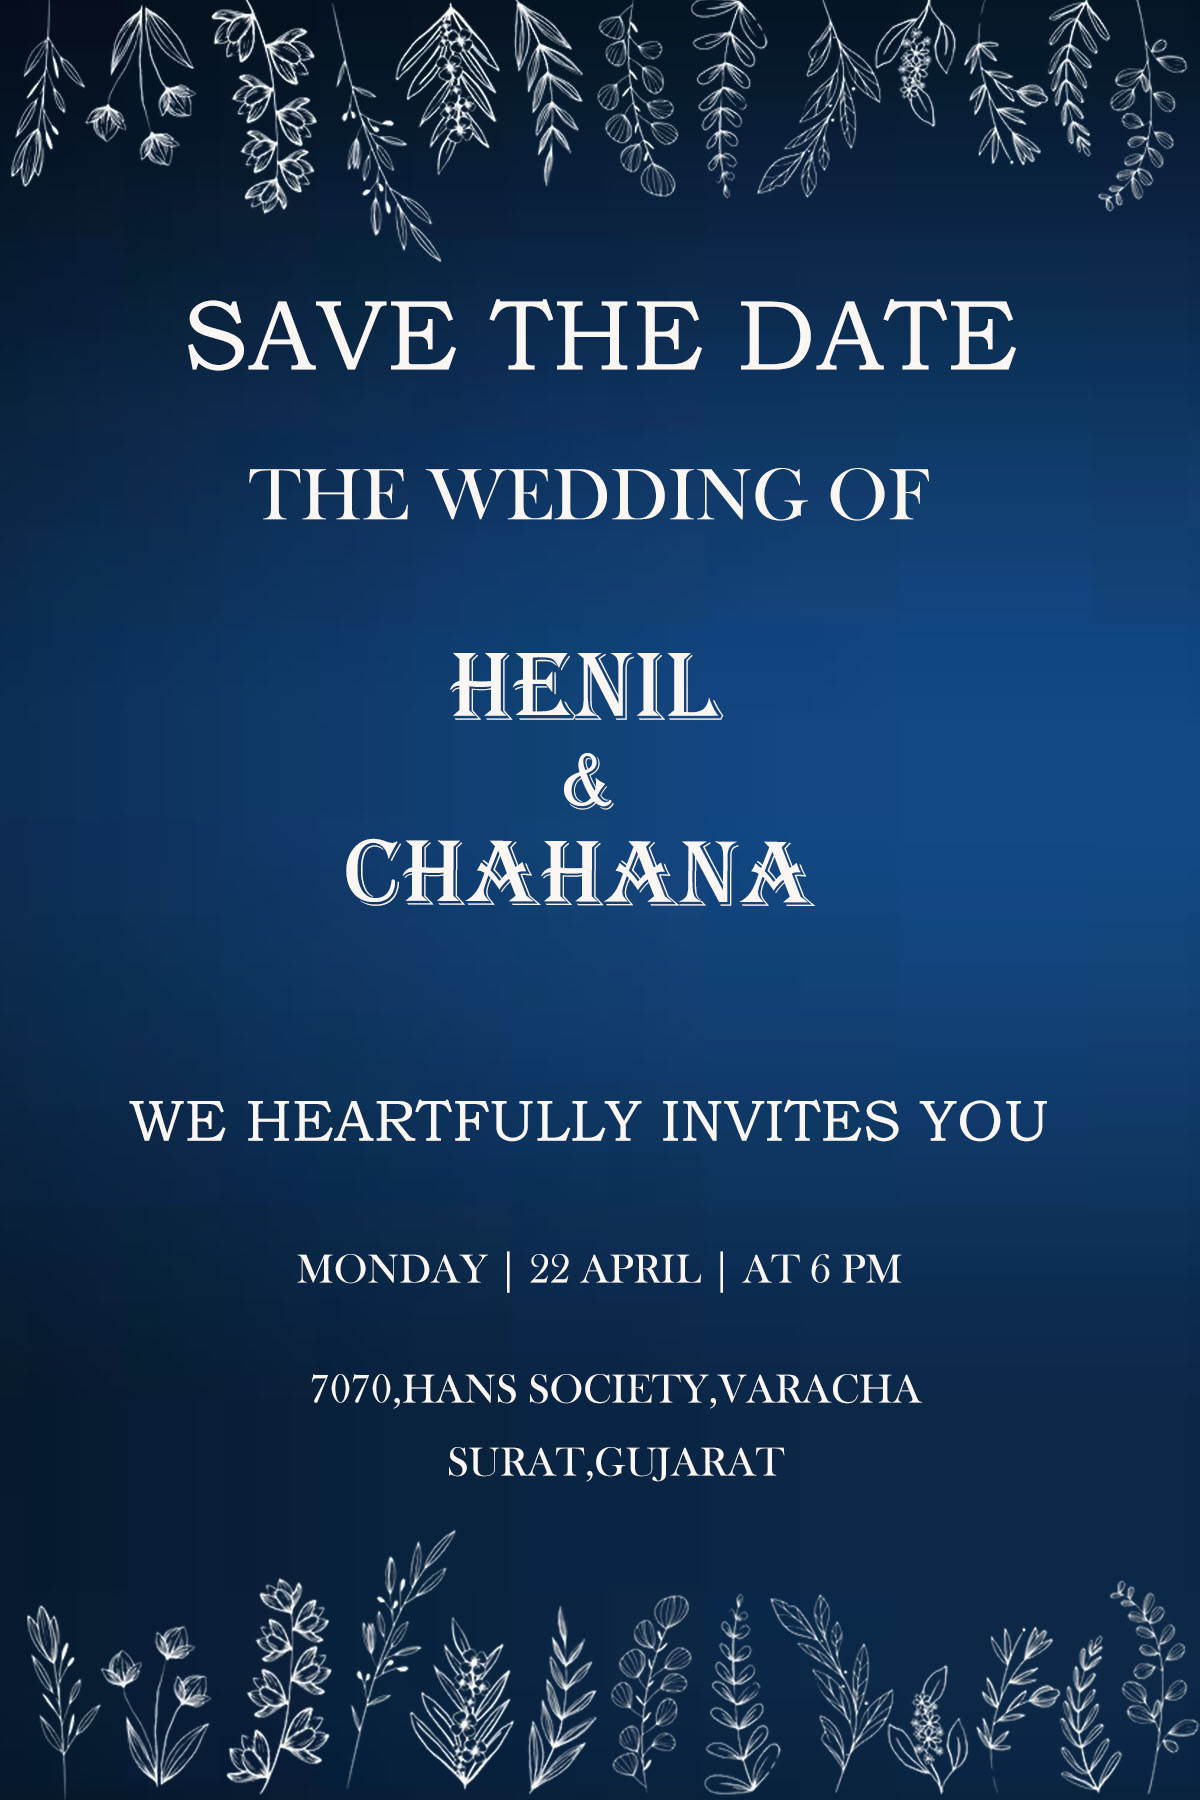 SAVE THE DATE
THE WEDDING OF
HENIL
&
CHAHANA
WE HEARTFULLY INVITES YOU
MONDAY | 22 APRIL | AT 6 PM
7070,HANS SOCIETY,VARACHA
SURAT,GUJARAT